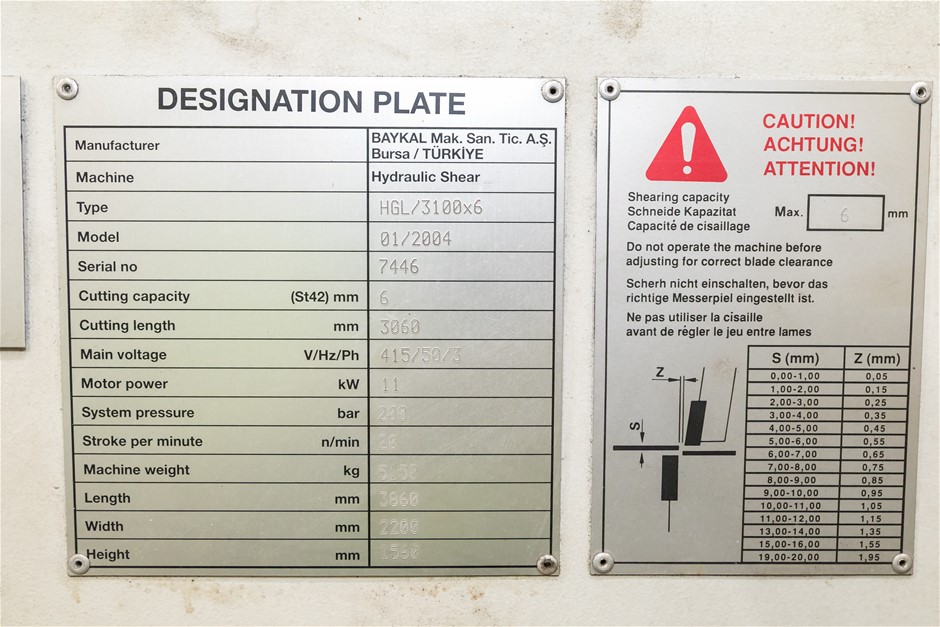 DESIGNATION PLATE
Manufacturer BAYKAL Mak. San. Tic. A.Ş.
Bursa / TÜRKİYE
Machine Hydraulic Shear
Type HGL/3100x6
Model 01/2004
Serial no 7446
Cutting capacity (St42) mm 6
Cutting length mm 3060
Main voltage V/Hz/Ph 415/50/3
Motor power kW 11
System pressure bar
Stroke per minute n/min
Machine weight kg
Length mm 3860
Width mm 2200
Height mm 1560
CAUTION!
ACHTUNG!
ATTENTION!
Shearing capacity
Schneide Kapazitat Max. 6 mm
Capacité de cisaillage
Do not operate the machine before
adjusting for correct blade clearance
Scherh nicht einschalten, bevor das
richtige Messerpiel eingestellt ist.
Ne pas utiliser la cisaille
avant de régler le jeu entre lames
Z
S
S (mm) Z (mm)
0,00-1,00 0,05
1,00-2,00 0,15
2,00-3,00 0,25
3,00-4,00 0,35
4,00-5,00 0,45
5,00-6,00 0,55
6,00-7,00 0,65
7,00-8,00 0,75
8,00-9,00 0,85
9,00-10,00 0,95
10,00-11,00 1,05
11,00-12,00 1,15
13,00-14,00 1,35
15,00-16,00 1,55
19,00-20,00 1,95